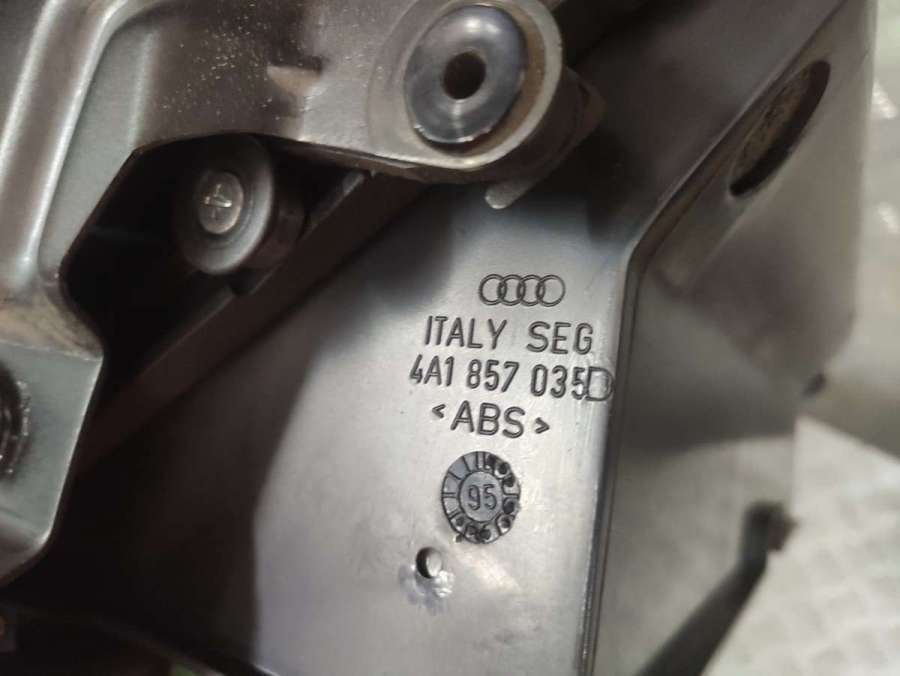 ITALY SEG
4A1 857 035D
<ABS>
95